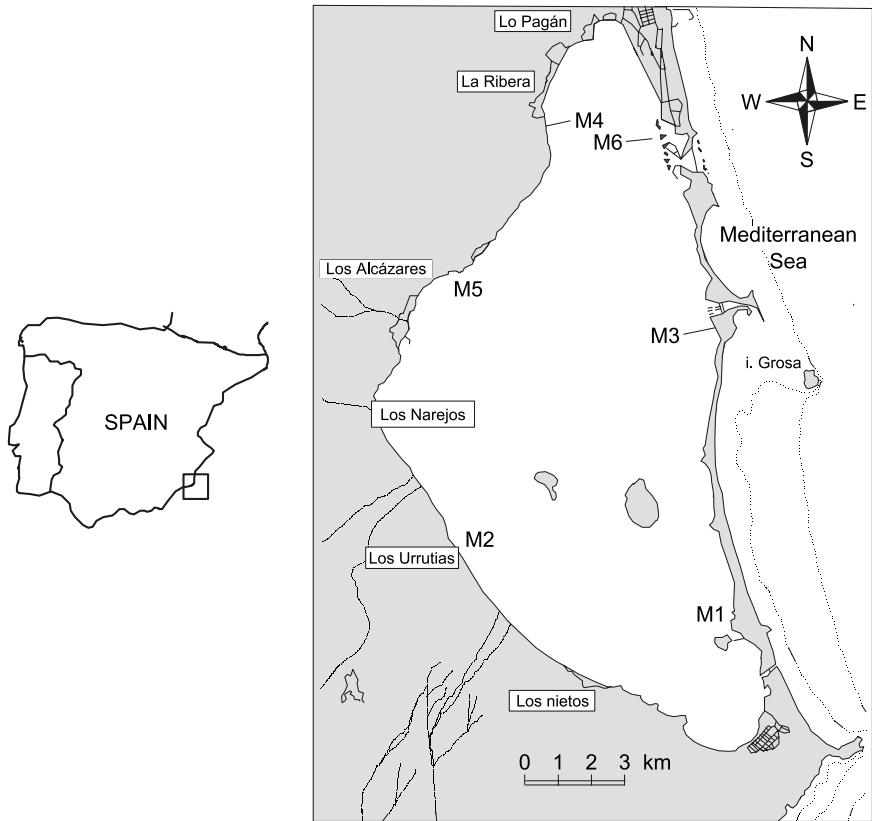 Lo Pagán
La Ribera
M4
M6
N
W
E
S
Mediterranean
Sea
Los Alcázares
M5
M3
i. Grosa
Los Narejos
SPAIN
M2
Los Urrutias
M1
Los nietos
0 1 2 3 km